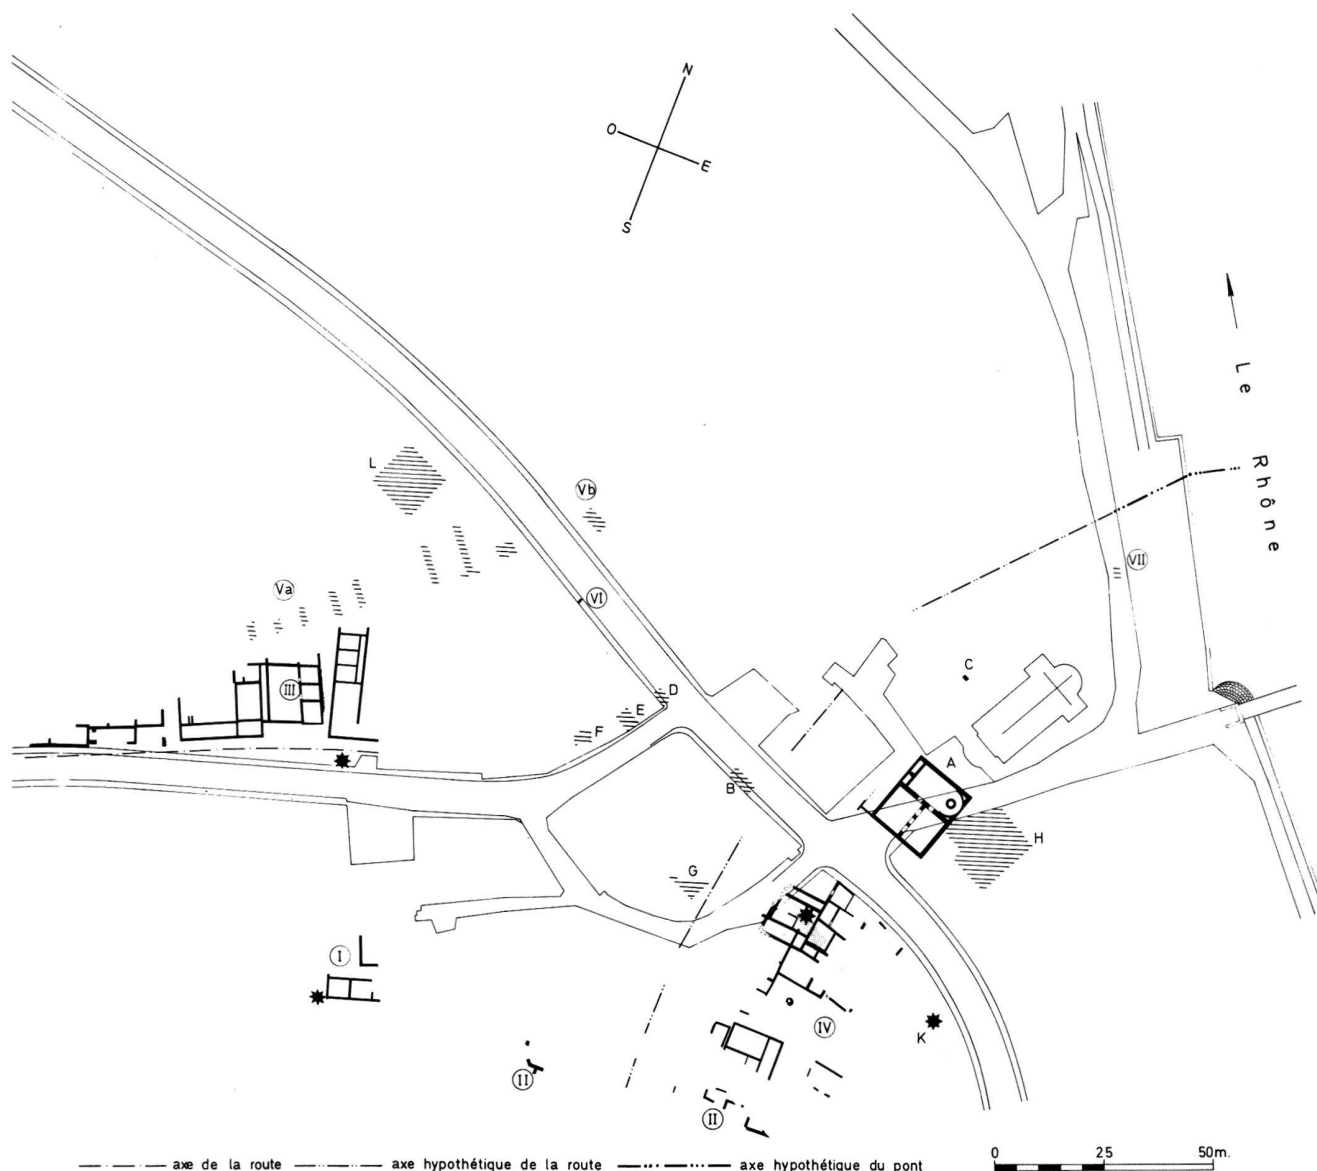 N
O
E
S
Le Rhône
L
Vb
Va
VI
VII
III
D
E
F
C
B
A
H
G
I
IV
K
II
II
axe de la route
axe hypothétique de la route
axe hypothétique du pont
0 25 50m.